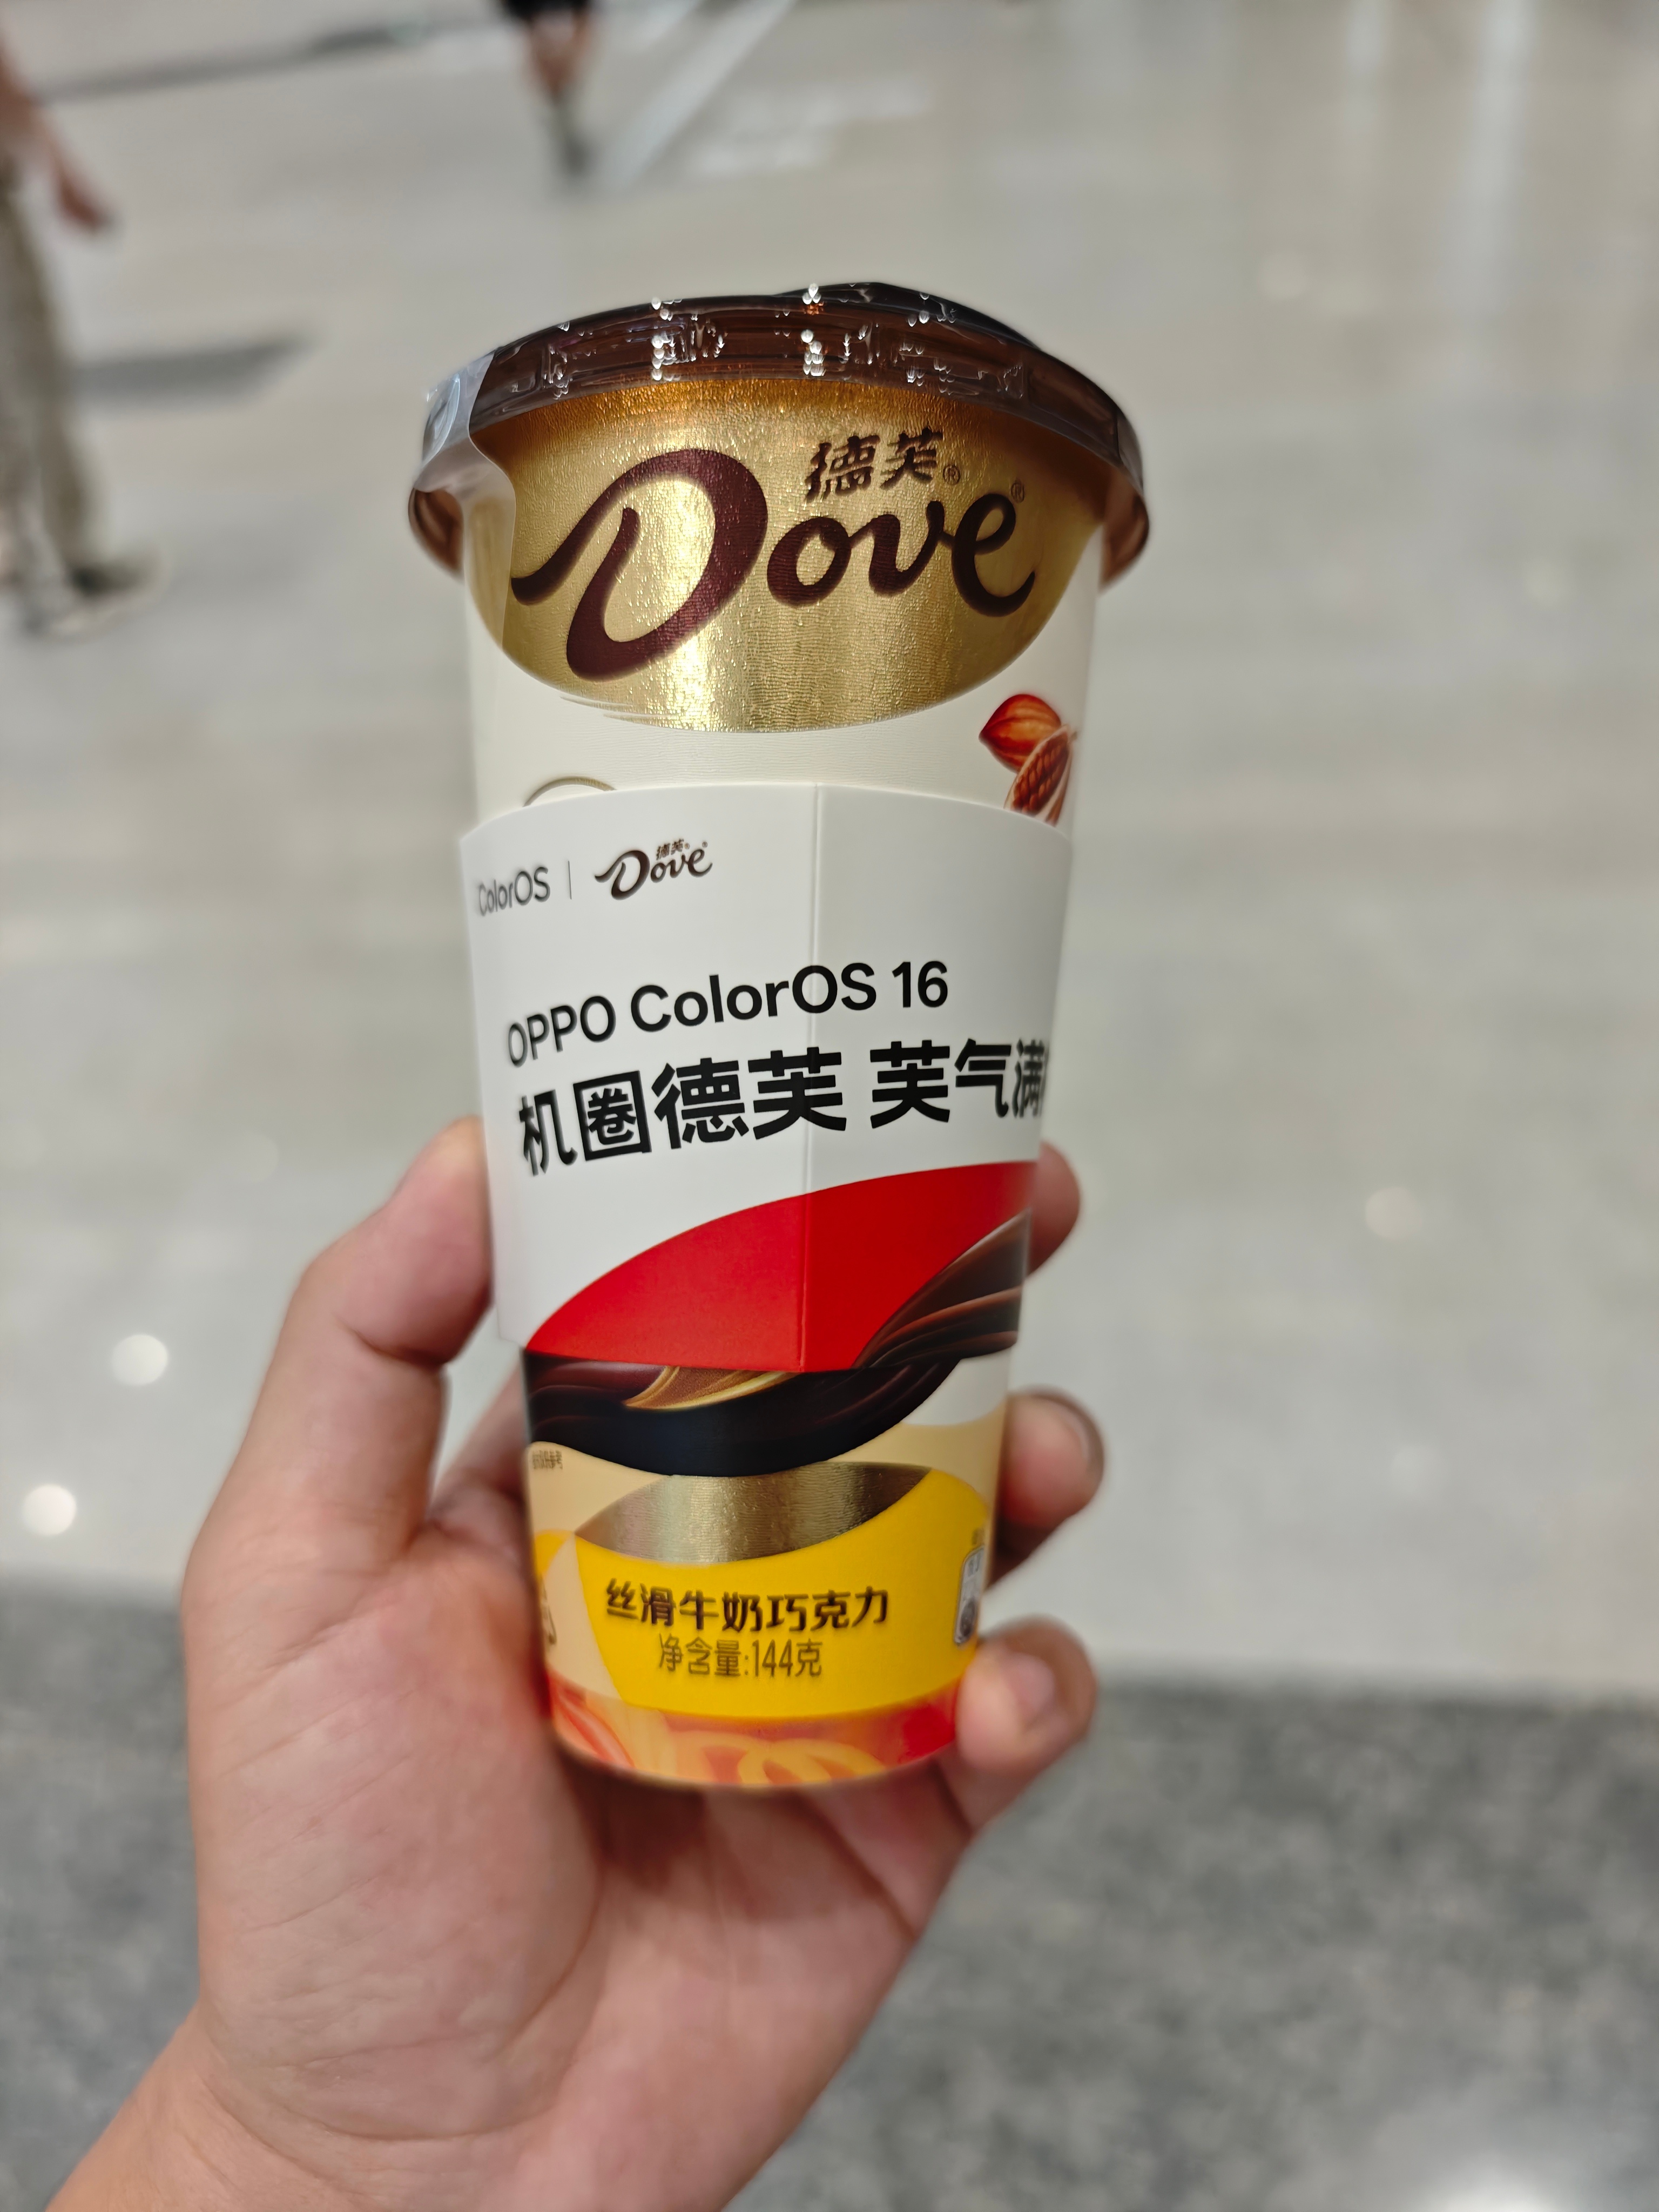 德芙®
Dove®
ColorOS | 德芙® Dove®
OPPO ColorOS 16
机圈德芙 芙气满
丝滑牛奶巧克力
净含量:144克